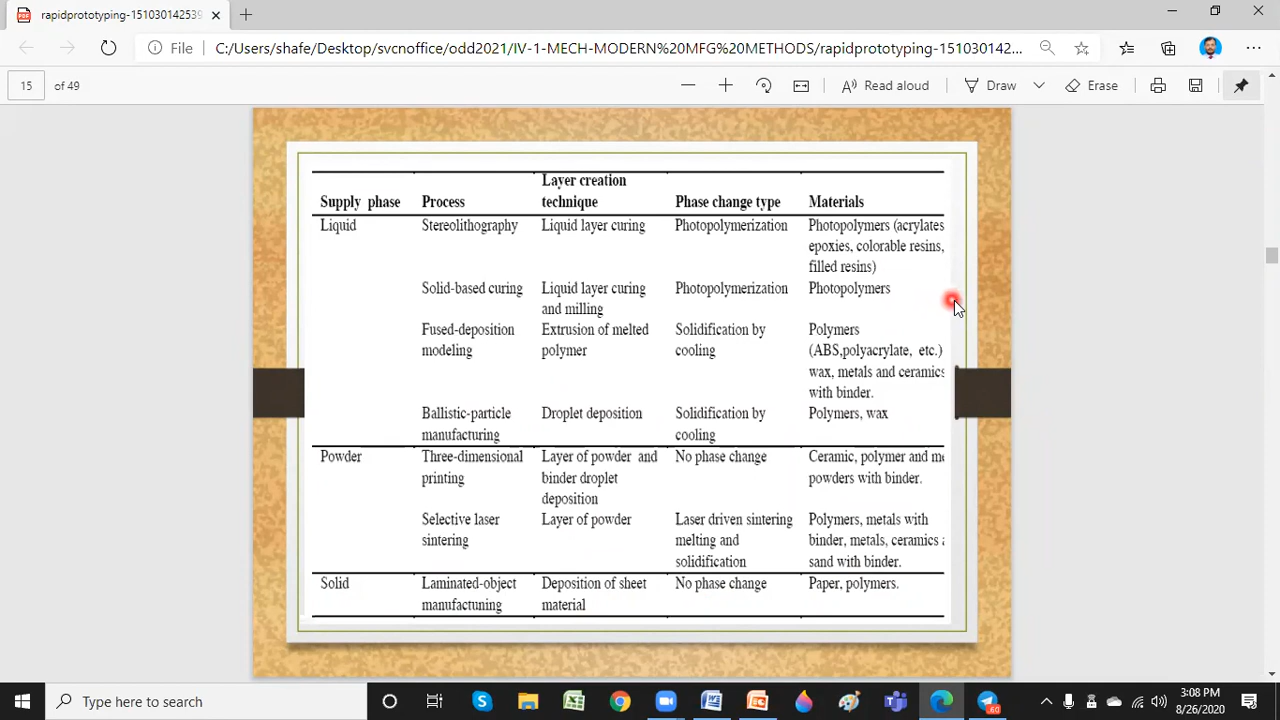 rapidprototyping-151030142539
File
C:/Users/shafe/Desktop/svcnoffice/odd2021/IV-1-MECH-MODERN%20MFG%20METHODS/rapidprototyping-151030142...
15 of 49
Read aloud
Draw
Erase
Supply phase Process Layer creation technique Phase change type Materials
Liquid Stereolithography Liquid layer curing Photopolymerization Photopolymers (acrylates
epoxies, colorable resins,
filled resins)
Solid-based curing Liquid layer curing Photopolymerization Photopolymers
and milling
Fused-deposition Extrusion of melted Solidification by Polymers
modeling polymer cooling (ABS,polyacrylate, etc.)
wax, metals and ceramics
with binder.
Ballistic-particle Droplet deposition Solidification by Polymers, wax
manufacturing cooling
Powder Three-dimensional Layer of powder and No phase change Ceramic, polymer and me
printing binder droplet powders with binder.
deposition
Selective laser Layer of powder Laser driven sintering Polymers, metals with
sintering melting and binder, metals, ceramics a
solidification sand with binder.
Solid Laminated-object Deposition of sheet No phase change Paper, polymers.
manufactuning material
Type here to search
60
3:08 PM
8/26/2020